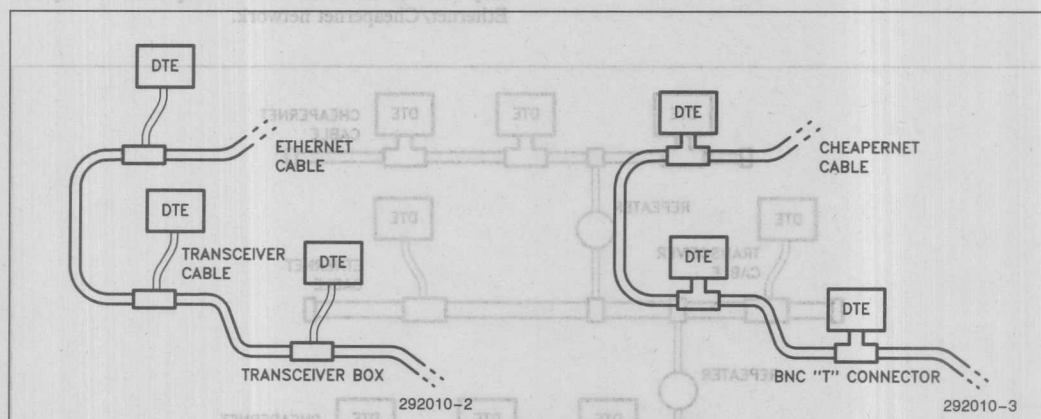 DTE
ETHERNET
CABLE
DTE
TRANSCEIVER
CABLE
DTE
TRANSCEIVER BOX
292010-2
DTE
CHEAPERNET
CABLE
DTE
DTE
BNC "T" CONNECTOR
292010-3